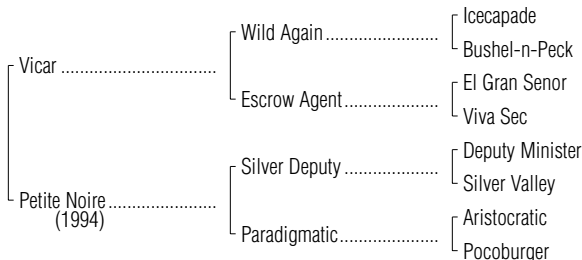 Icecapade
Wild Again.......................
Bushel-n-Peck
Vicar ................................
El Gran Senor
Escrow Agent...................
Viva Sec
Deputy Minister
Silver Deputy ...................
Silver Valley
Petite Noire......................
(1994)
Aristocratic
Paradigmatic....................
Pocoburger